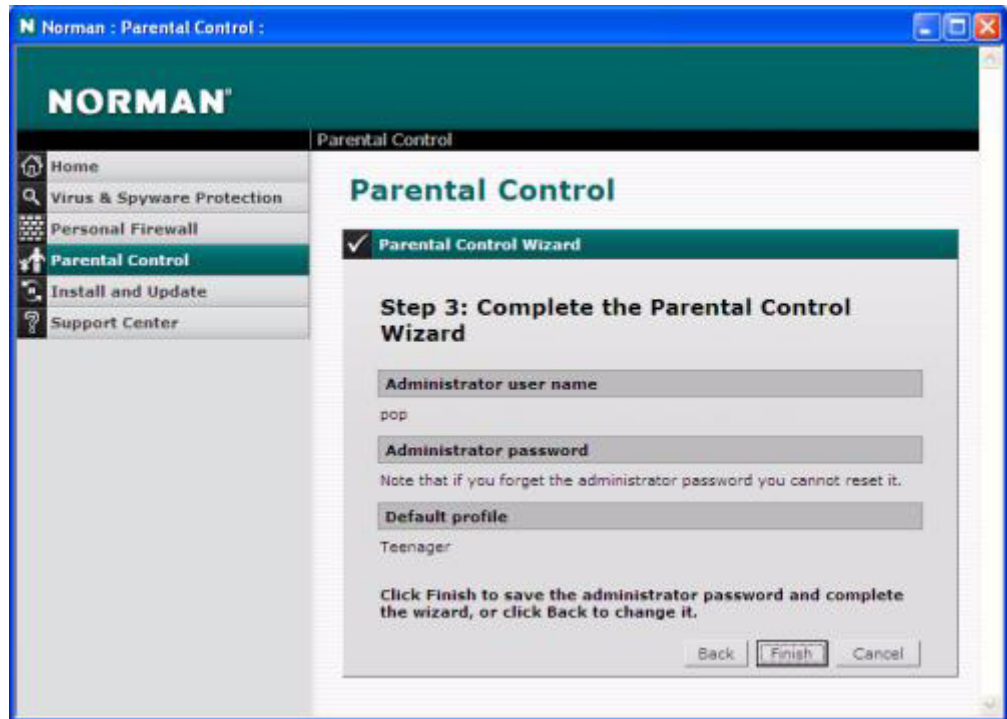 N Norman : Parental Control :
NORMAN®
Parental Control
Home
Virus & Spyware Protection
Personal Firewall
Parental Control
Install and Update
Support Center
Parental Control
Parental Control Wizard
Step 3: Complete the Parental Control
Wizard
Administrator user name
pop
Administrator password
Note that if you forget the administrator password you cannot reset it.
Default profile
Teenager
Click Finish to save the administrator password and complete
the wizard, or click Back to change it.
Back Finish Cancel